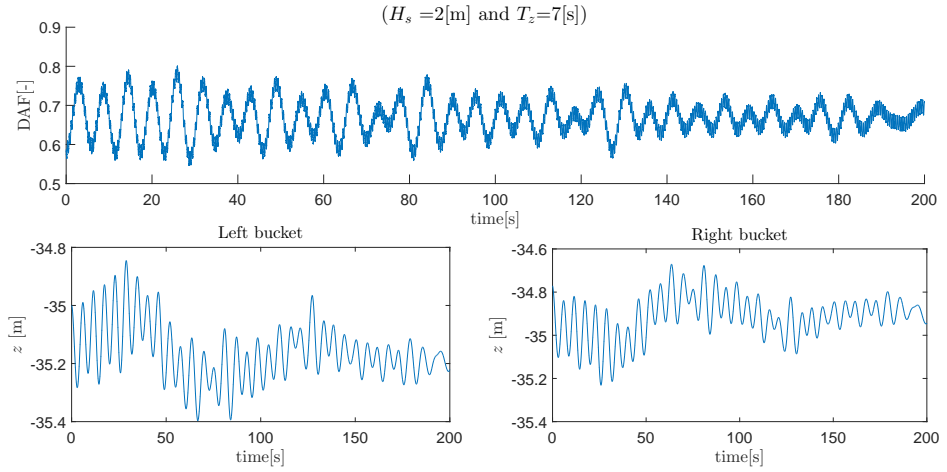 (H_s =2[m] and T_z=7[s])
DAF[-]
0.9
0.8
0.7
0.6
0.5
0 20 40 60 80 100 120 140 160 180 200
time[s]
Left bucket
z [m]
-34.8
-35
-35.2
-35.4
0 50 100 150 200
time[s]
Right bucket
z [m]
-34.6
-34.8
-35
-35.2
-35.4
0 50 100 150 200
time[s]